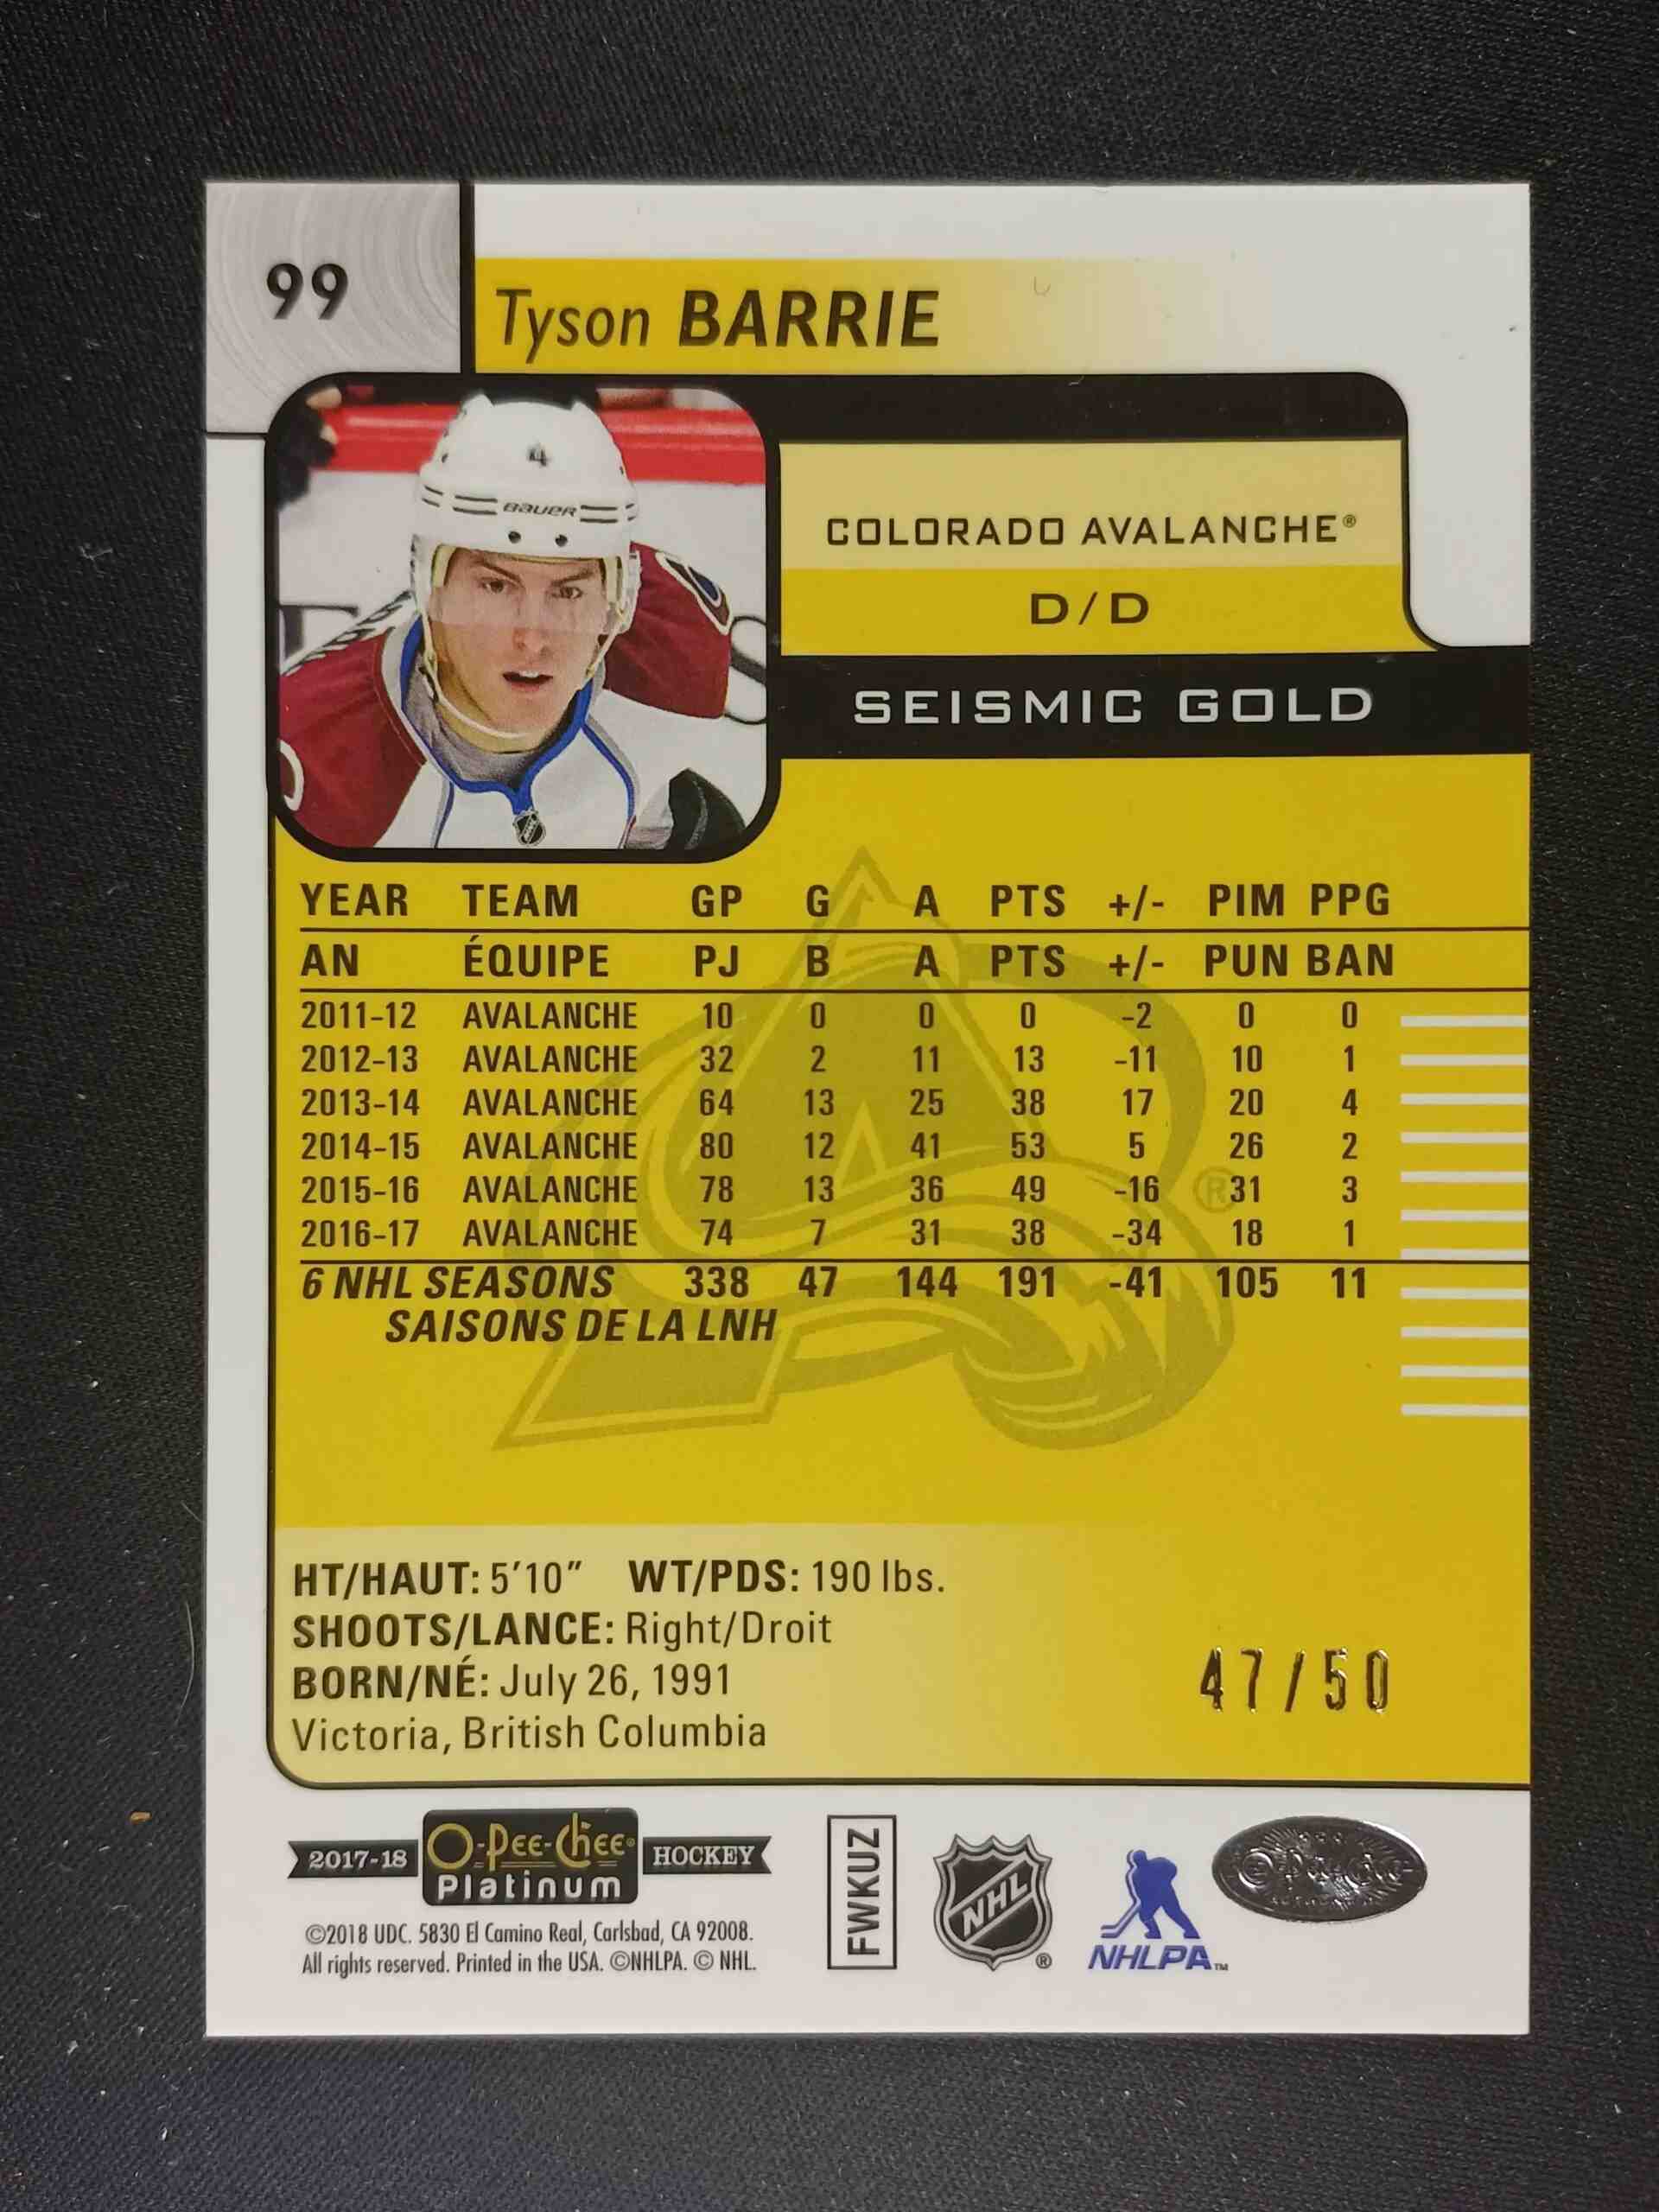 99
Tyson BARRIE
4
BAUER
COLORADO AVALANCHE®
D/D
SEISMIC GOLD
YEAR TEAM GP G A PTS +/- PIM PPG
AN ÉQUIPE PJ B A PTS +/- PUN BAN
2011-12 AVALANCHE 10 0 0 0 -2 0 0
2012-13 AVALANCHE 32 2 11 13 -11 10 1
2013-14 AVALANCHE 64 13 25 38 17 20 4
2014-15 AVALANCHE 80 12 41 53 5 26 2
2015-16 AVALANCHE 78 13 36 49 -16 31 3
2016-17 AVALANCHE 74 7 31 38 -34 18 1
®
6 NHL SEASONS 338 47 144 191 -41 105 11
SAISONS DE LA LNH
HT/HAUT: 5'10" WT/PDS: 190 lbs.
SHOOTS/LANCE: Right/Droit
BORN/NÉ: July 26, 1991
Victoria, British Columbia
47/50
2017-18 O-Pee-Chee® HOCKEY
Platinum
©2018 UDC. 5830 El Camino Real, Carlsbad, CA 92008.
All rights reserved. Printed in the USA. ©NHLPA. © NHL.
FWKUZ
NHL®
NHLPA™